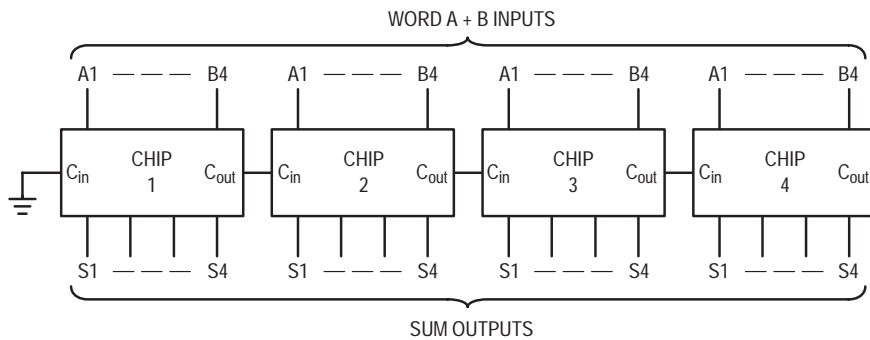 WORD A + B INPUTS
A1 — — — B4 A1 — — — B4 A1 — — — B4 A1 — — — B4
Cin CHIP 1 Cout Cin CHIP 2 Cout Cin CHIP 3 Cout Cin CHIP 4 Cout
S1 — — — S4 S1 — — — S4 S1 — — — S4 S1 — — — S4
SUM OUTPUTS